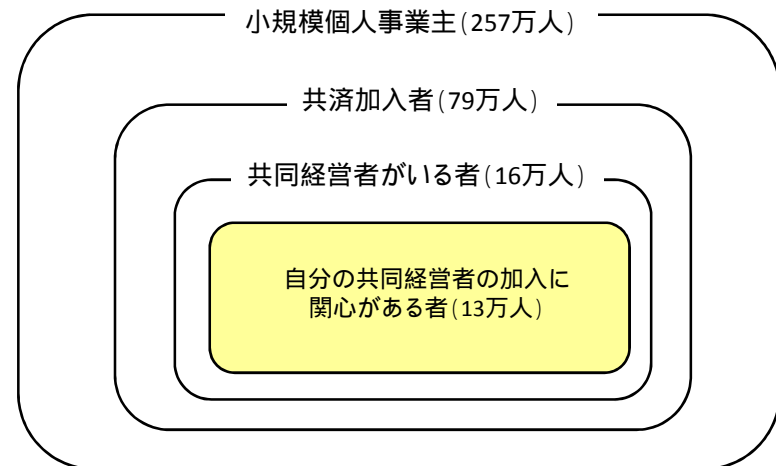 小規模個人事業主(257万人)
共済加入者(79万人)
共同経営者がいる者(16万人)
自分の共同経営者の加入に
関心がある者(13万人)